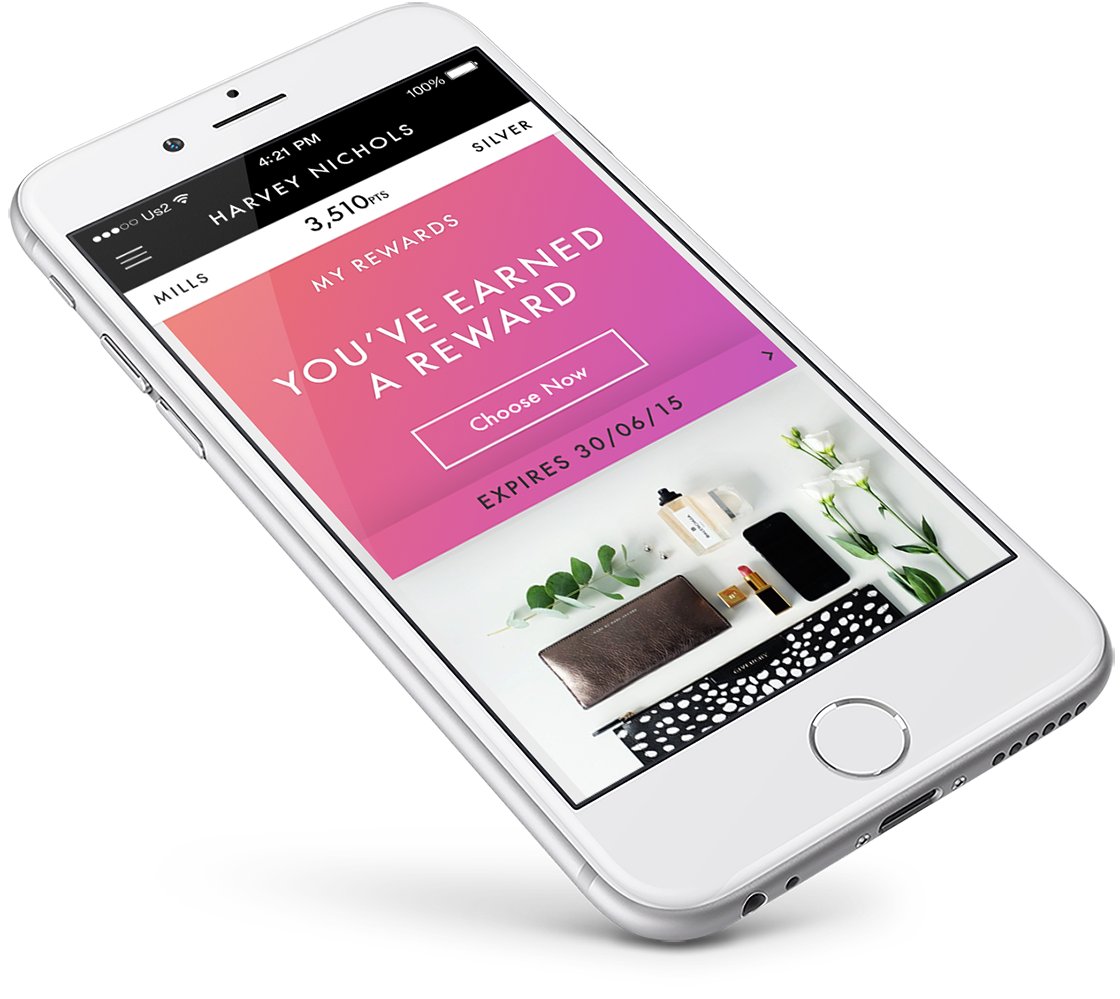 Us2 4:21 PM 100%
HARVEY NICHOLS
MILLS 3,510PTS SILVER
MY REWARDS
YOU'VE EARNED
A REWARD
Choose Now
EXPIRES 30/06/15
GIVENCHY